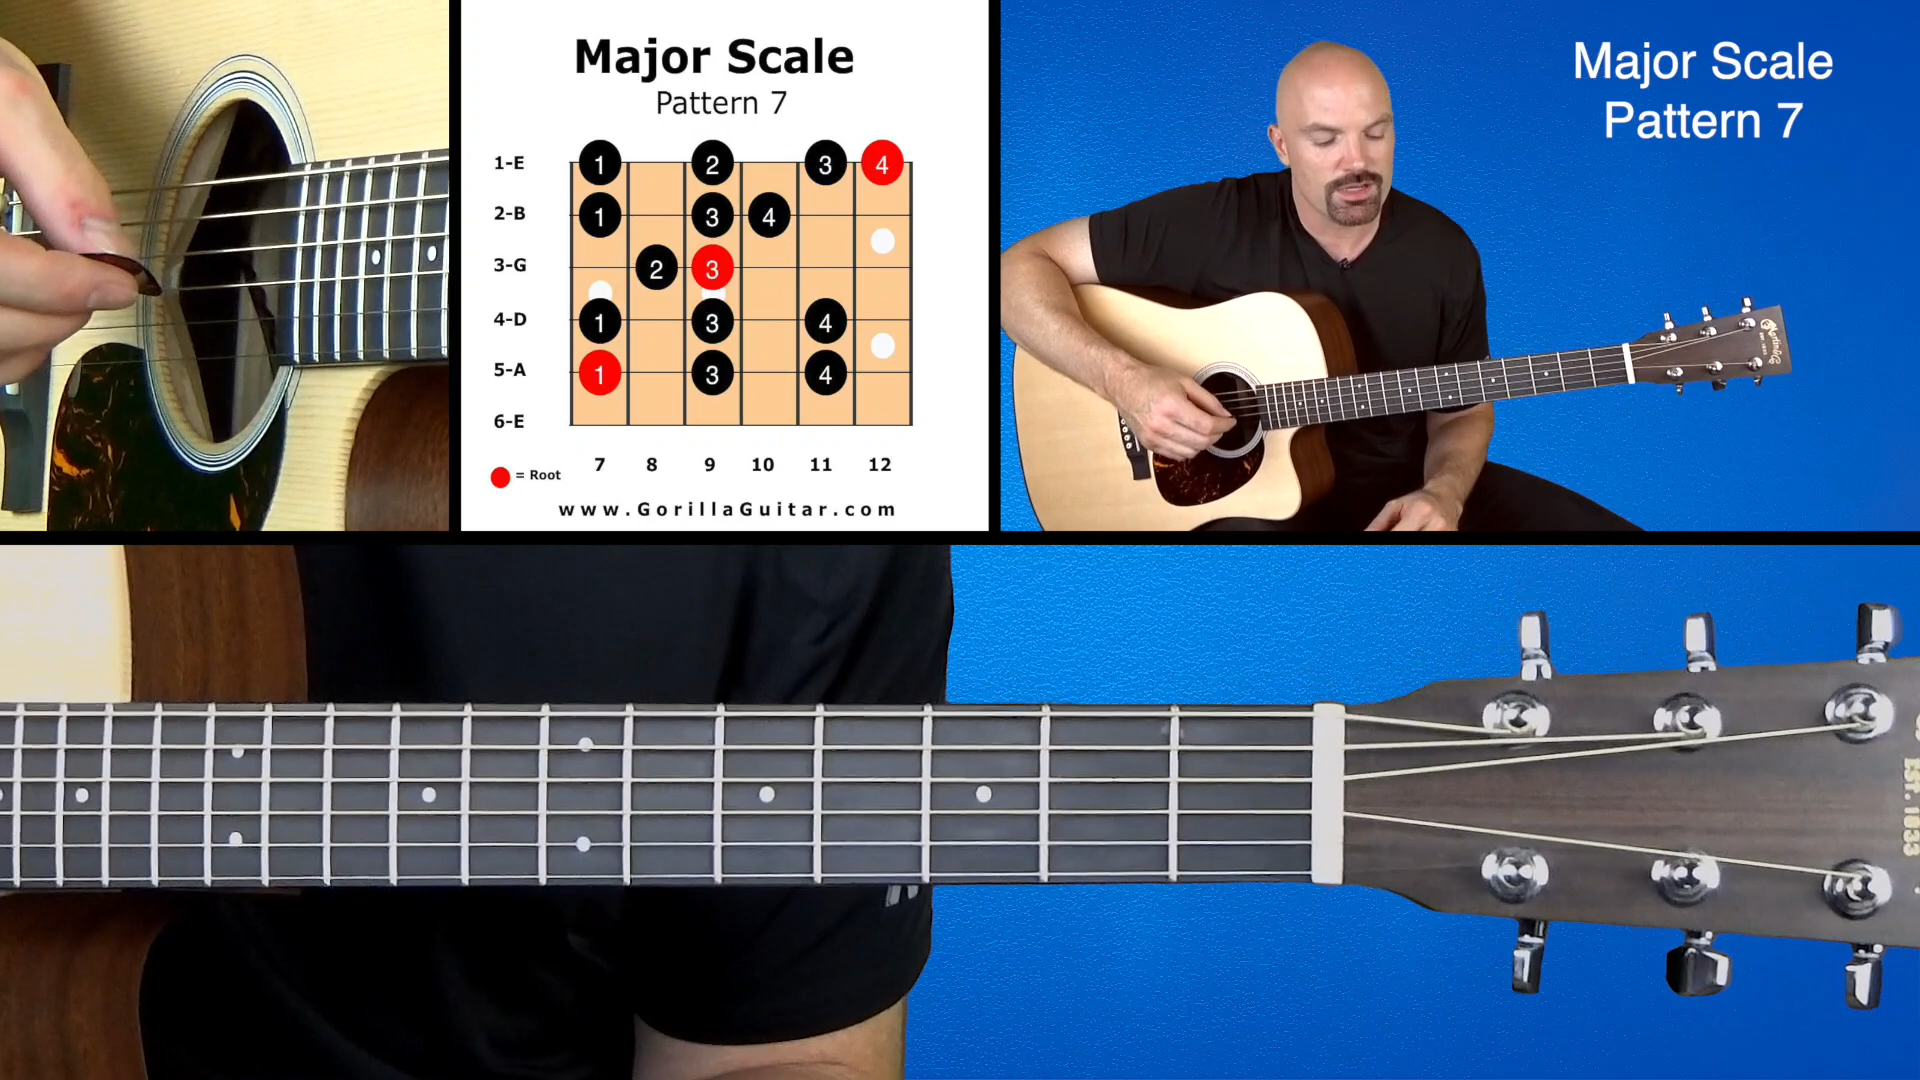 Major Scale
Pattern 7
1-E 1 2 3 4
2-B 1 3 4
3-G 2 3
4-D 1 3 4
5-A 1 3 4
6-E
7 8 9 10 11 12
= Root
www.GorillaGuitar.com
Major Scale
Pattern 7
EST. 1833